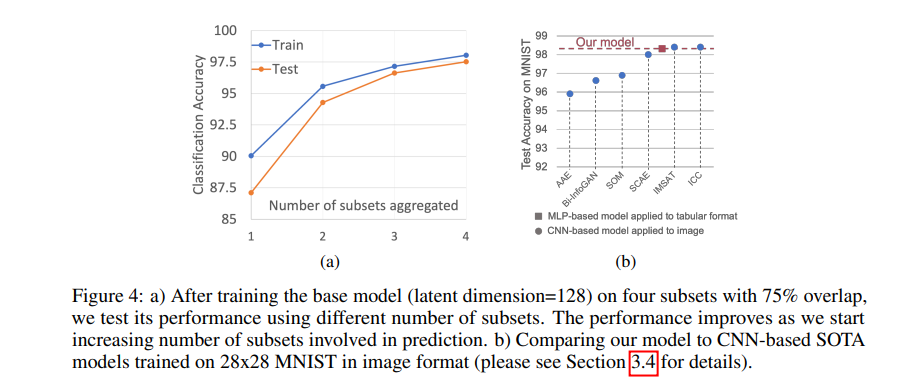 100
97.5
95
92.5
90
87.5
85
Classification Accuracy
Train
Test
Number of subsets aggregated
1 2 3 4
(a)
99
98
97
96
95
94
93
92
Test Accuracy on MNIST
Our model
AAE
Bi-InfoGAN
SOM
SCAE
IMSAT
ICC
MLP-based model applied to tabular format
CNN-based model applied to image
(b)
Figure 4: a) After training the base model (latent dimension=128) on four subsets with 75% overlap,
we test its performance using different number of subsets. The performance improves as we start
increasing number of subsets involved in prediction. b) Comparing our model to CNN-based SOTA
models trained on 28x28 MNIST in image format (please see Section 3.4 for details).